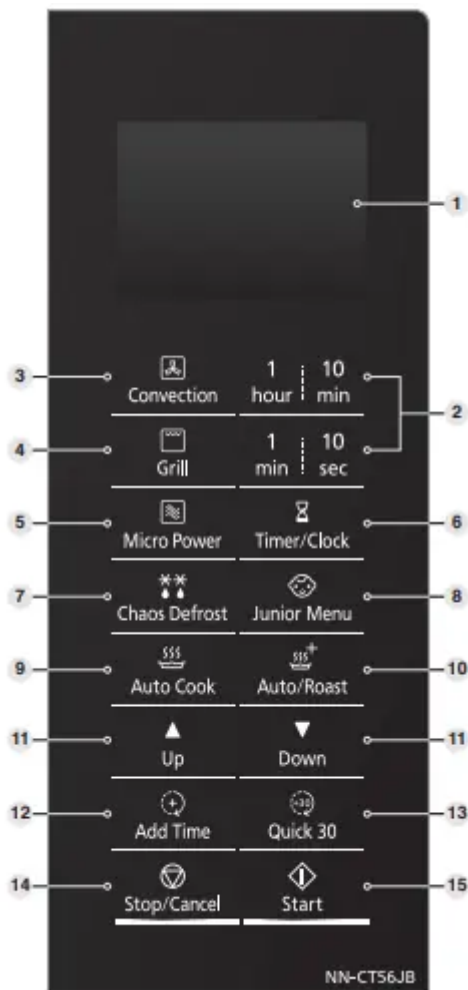 1
3
Convection
1 hour 10 min
2
4
Grill
1 min 10 sec
5
Micro Power
Timer/Clock
6
7
Chaos Defrost
Junior Menu
8
9
Auto Cook
Auto/Roast
10
11
Up
Down
11
12
Add Time
+30
Quick 30
13
14
Stop/Cancel
Start
15
NN-CT56JB